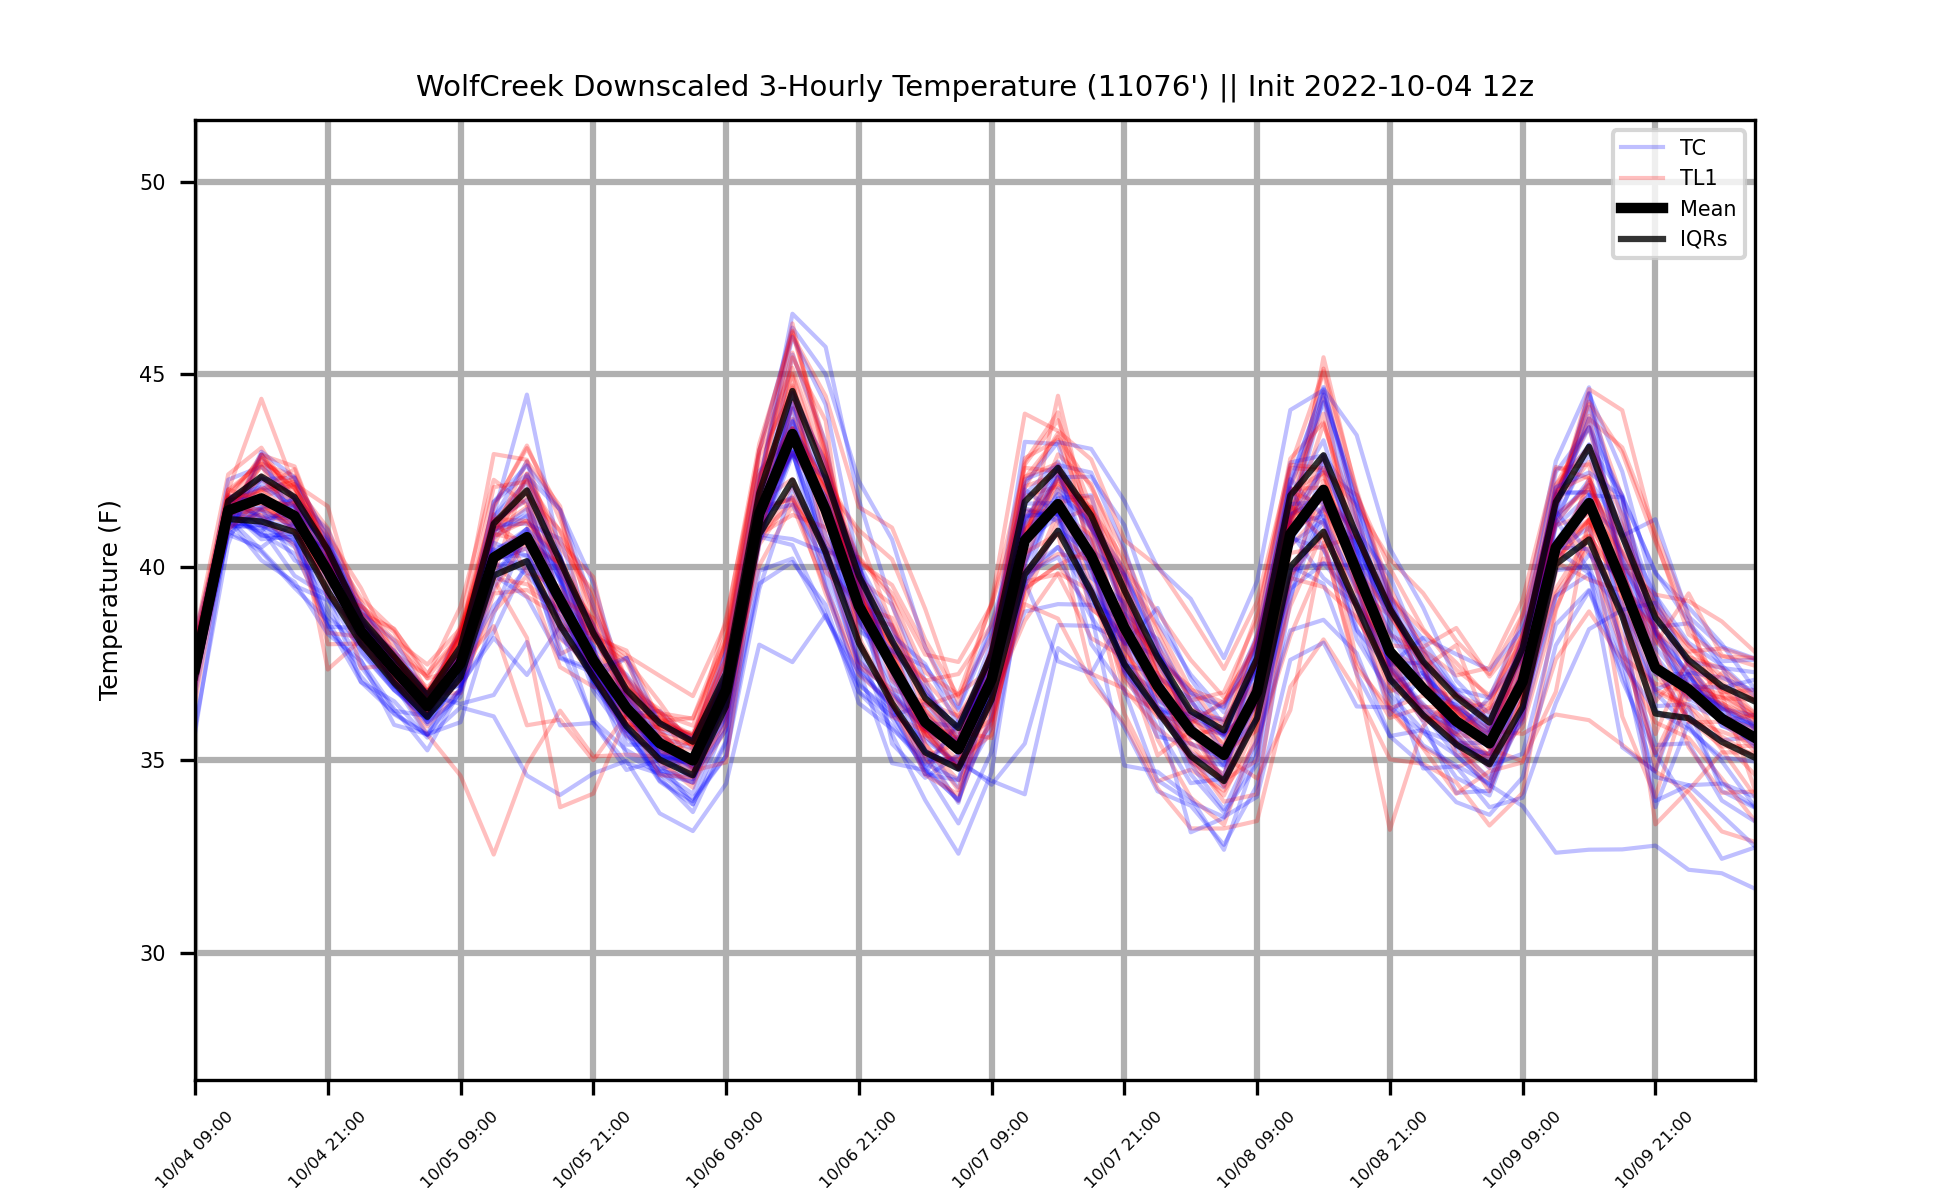 WolfCreek Downscaled 3-Hourly Temperature (11076') || Init 2022-10-04 12z
TC
TL1
Mean
IQRs
Temperature (F)
50
45
40
35
30
10/04 09:00
10/04 21:00
10/05 09:00
10/05 21:00
10/06 09:00
10/06 21:00
10/07 09:00
10/07 21:00
10/08 09:00
10/08 21:00
10/09 09:00
10/09 21:00